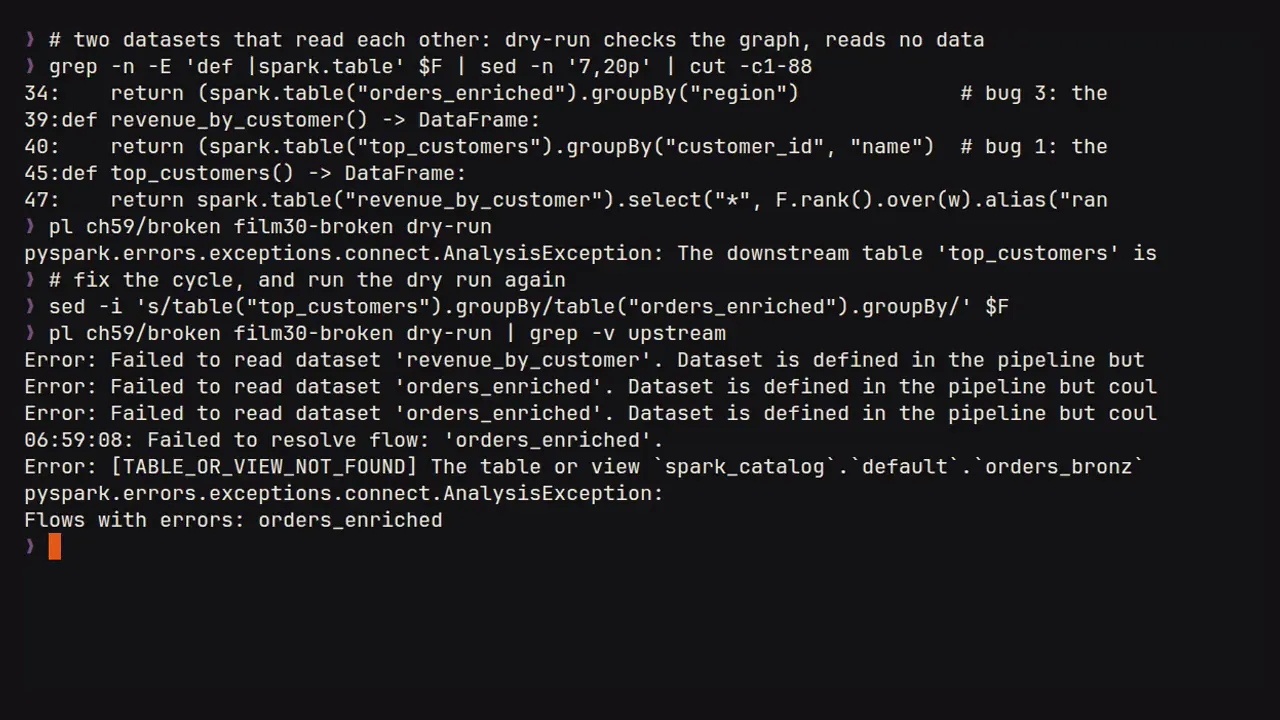 ❯ # two datasets that read each other: dry-run checks the graph, reads no data
❯ grep -n -E 'def |spark.table' $F | sed -n '7,20p' | cut -c1-88
34:    return (spark.table("orders_enriched").groupBy("region")             # bug 3: the
39:def revenue_by_customer() -> DataFrame:
40:    return (spark.table("top_customers").groupBy("customer_id", "name")  # bug 1: the
45:def top_customers() -> DataFrame:
47:    return spark.table("revenue_by_customer").select("*", F.rank().over(w).alias("ran
❯ pl ch59/broken film30-broken dry-run
pyspark.errors.exceptions.connect.AnalysisException: The downstream table 'top_customers' is
❯ # fix the cycle, and run the dry run again
❯ sed -i 's/table("top_customers").groupBy/table("orders_enriched").groupBy/' $F
❯ pl ch59/broken film30-broken dry-run | grep -v upstream
Error: Failed to read dataset 'revenue_by_customer'. Dataset is defined in the pipeline but
Error: Failed to read dataset 'orders_enriched'. Dataset is defined in the pipeline but coul
Error: Failed to read dataset 'orders_enriched'. Dataset is defined in the pipeline but coul
06:59:08: Failed to resolve flow: 'orders_enriched'.
Error: [TABLE_OR_VIEW_NOT_FOUND] The table or view `spark_catalog`.`default`.`orders_bronz`
pyspark.errors.exceptions.connect.AnalysisException:
Flows with errors: orders_enriched
❯